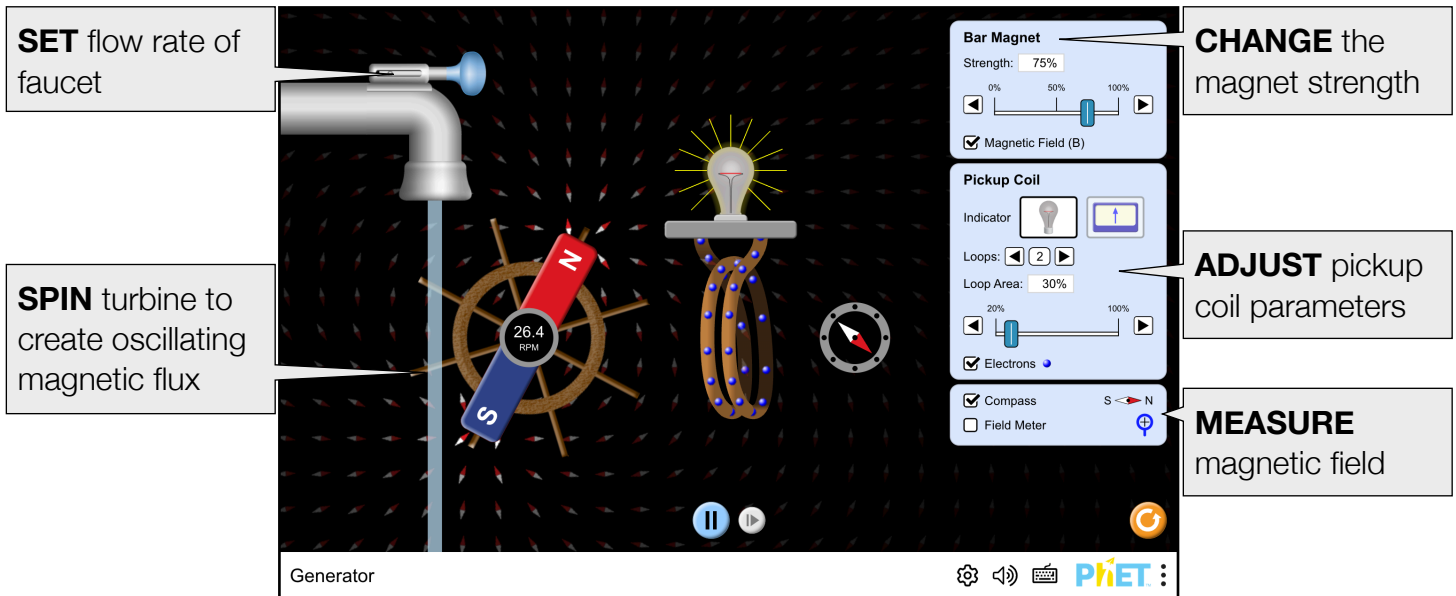 SET flow rate of
faucet
SPIN turbine to
create oscillating
magnetic flux
N
26.4
RPM
S
Bar Magnet
Strength: 75%
0% 50% 100%
Magnetic Field (B)
Pickup Coil
Indicator
Loops: 2
Loop Area: 30%
20% 100%
Electrons
Compass S N
Field Meter
CHANGE the
magnet strength
ADJUST pickup
coil parameters
MEASURE
magnetic field
Generator
PhET